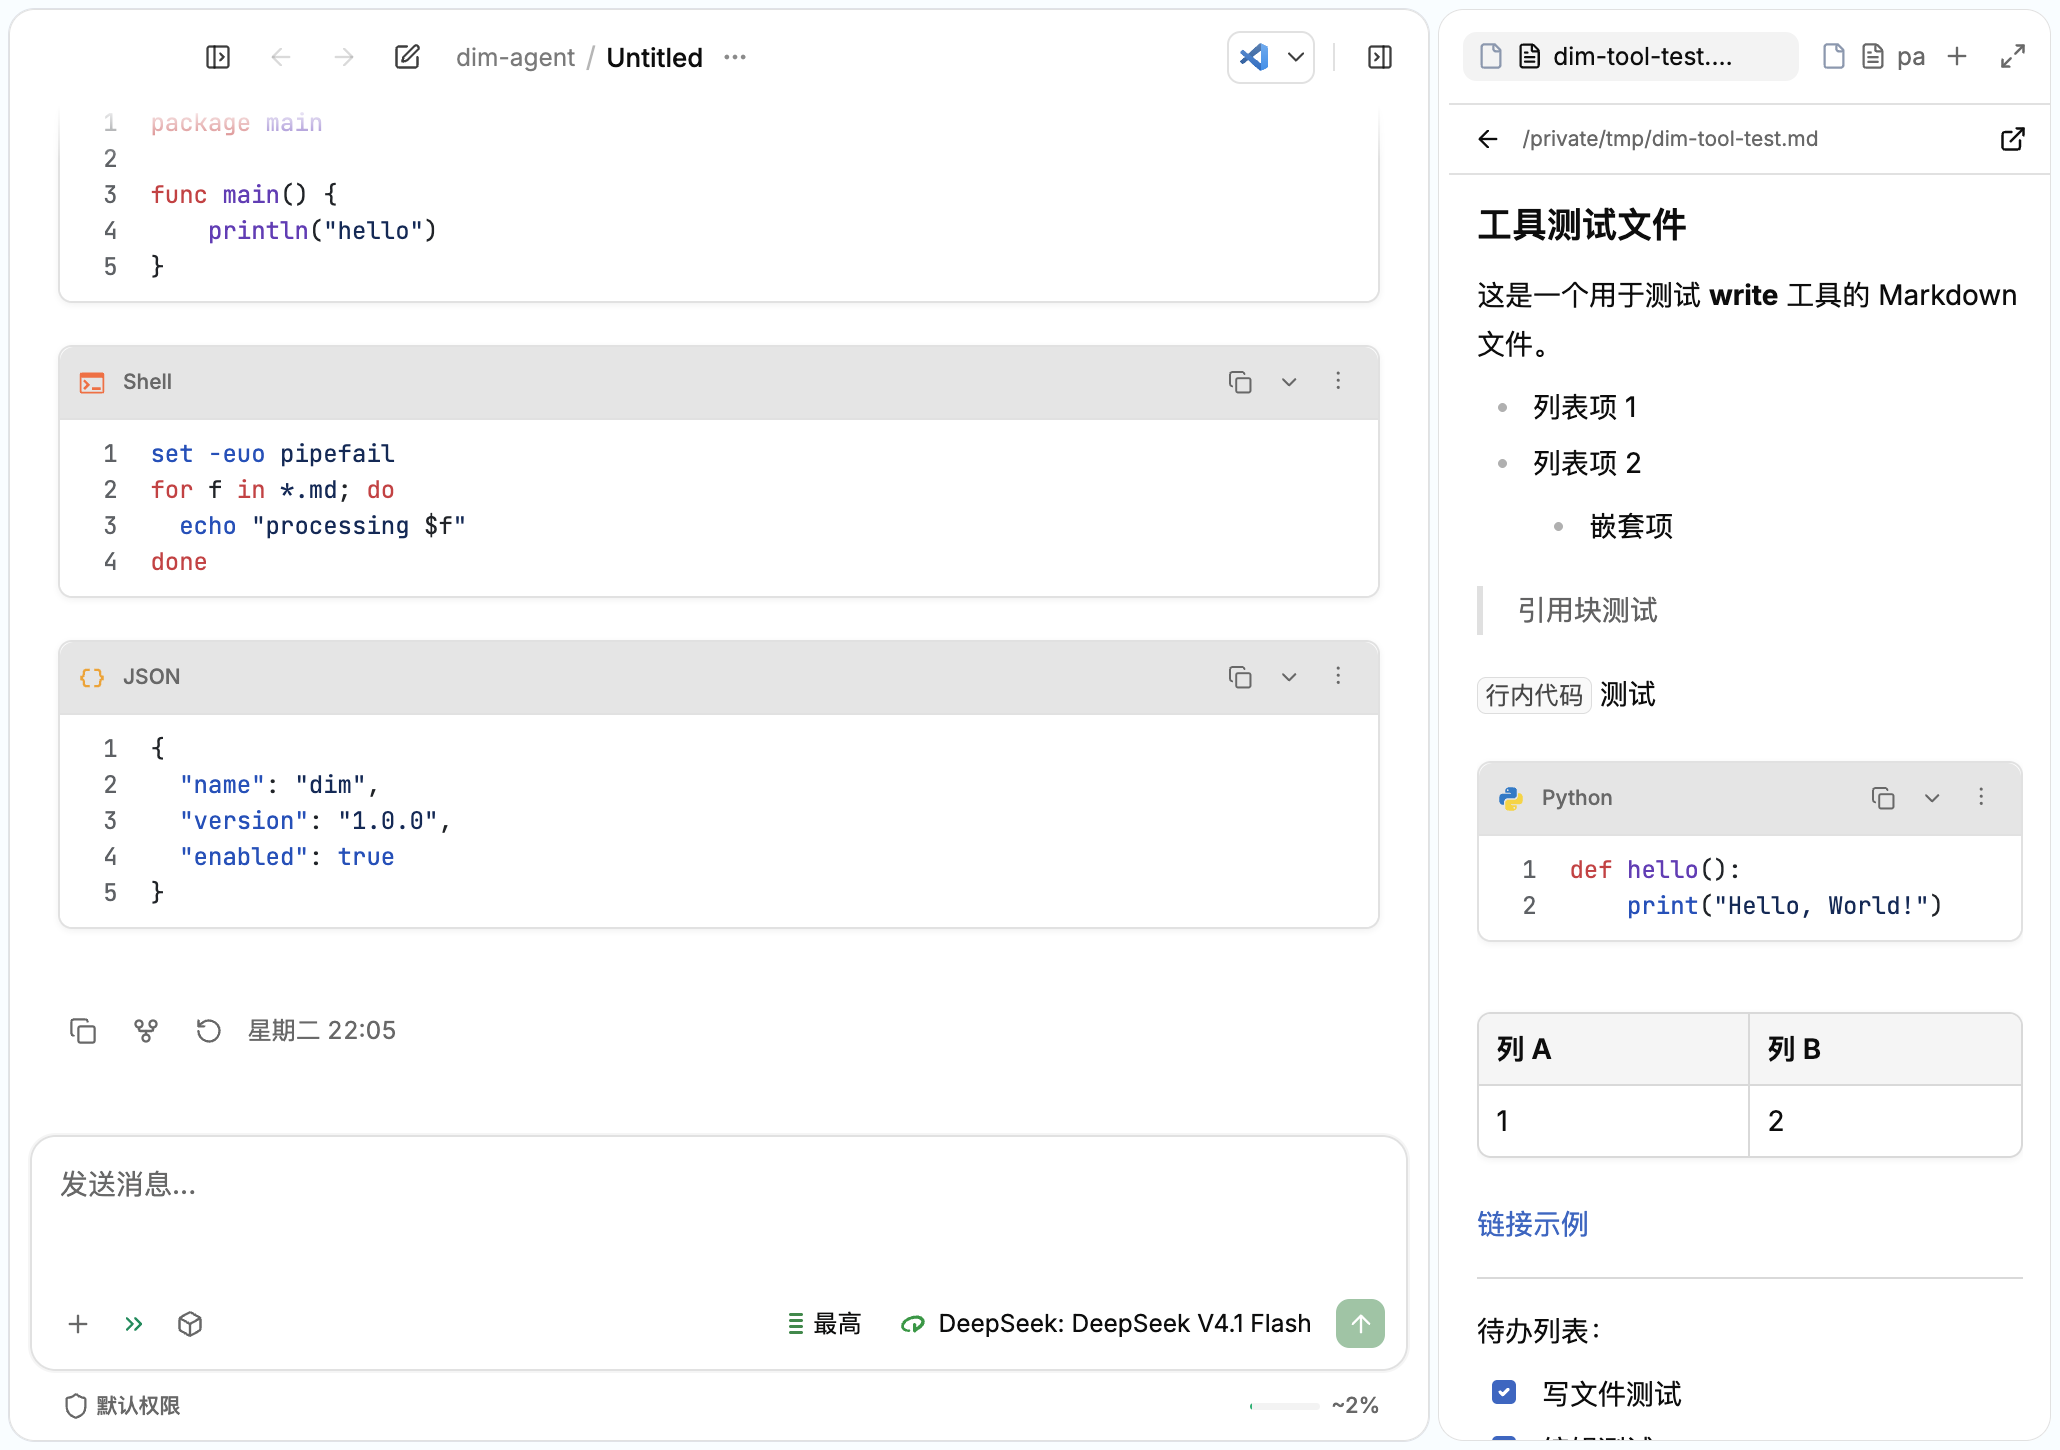 dim-agent / Untitled
1 package main
2
3 func main() {
4     println("hello")
5 }
Shell
1 set -euo pipefail
2 for f in *.md; do
3   echo "processing $f"
4 done
JSON
1 {
2   "name": "dim",
3   "version": "1.0.0",
4   "enabled": true
5 }
星期二 22:05
发送消息...
最高
DeepSeek: DeepSeek V4.1 Flash
默认权限
~2%
dim-tool-test....
pa
/private/tmp/dim-tool-test.md
工具测试文件
这是一个用于测试 write 工具的 Markdown
文件。
列表项 1
列表项 2
嵌套项
引用块测试
行内代码 测试
Python
1 def hello():
2     print("Hello, World!")
列 A 列 B
1 2
链接示例
待办列表：
写文件测试